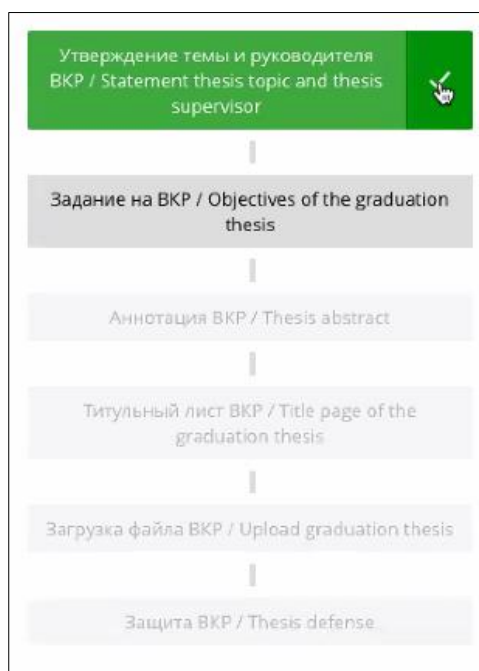 Утверждение темы и руководителя
ВКР / Statement thesis topic and thesis
supervisor
Задание на ВКР / Objectives of the graduation
thesis
Аннотация ВКР / Thesis abstract
Титульный лист ВКР / Title page of the
graduation thesis
Загрузка файла ВКР / Upload graduation thesis
Защита ВКР / Thesis defense